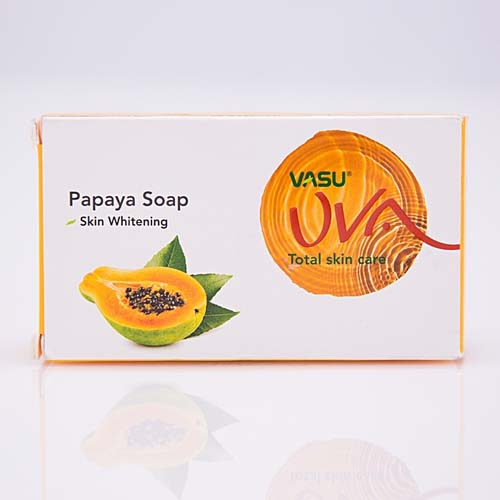 Papaya Soap
Skin Whitening
VASU®
UVA
Total skin care